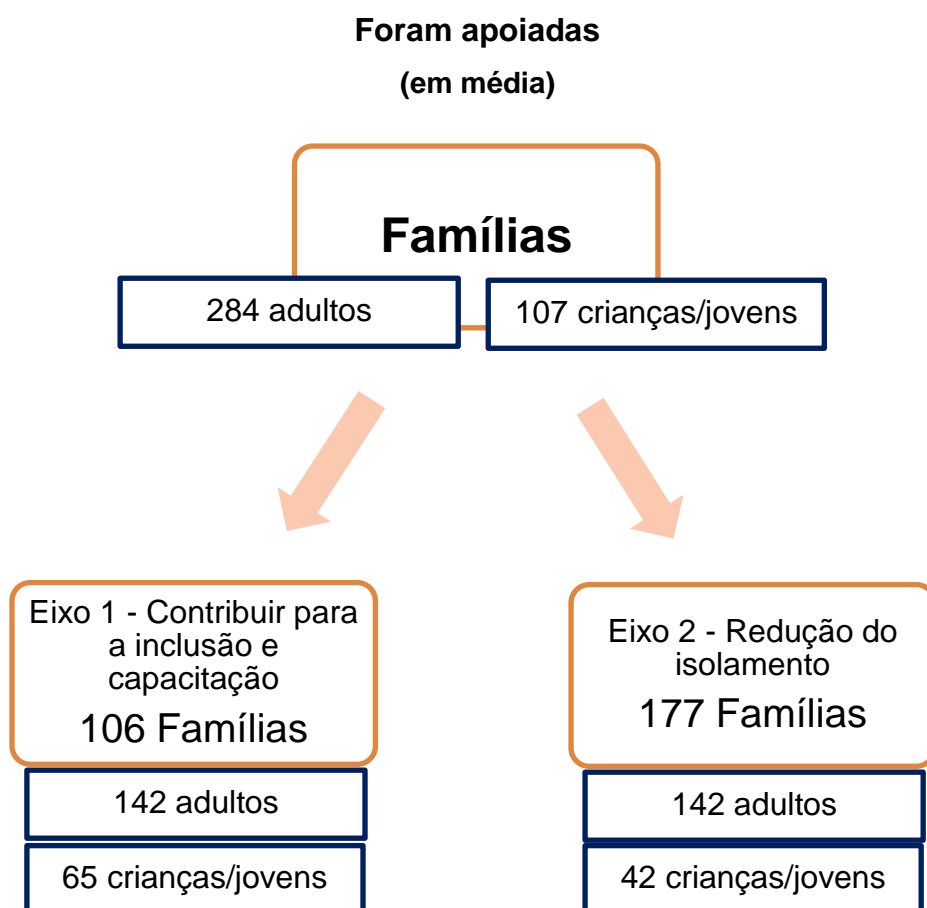 Foram apoiadas
(em média)
Famílias
284 adultos
107 crianças/jovens
Eixo 1 - Contribuir para
a inclusão e
capacitação
106 Famílias
142 adultos
65 crianças/jovens
Eixo 2 - Redução do
isolamento
177 Famílias
142 adultos
42 crianças/jovens